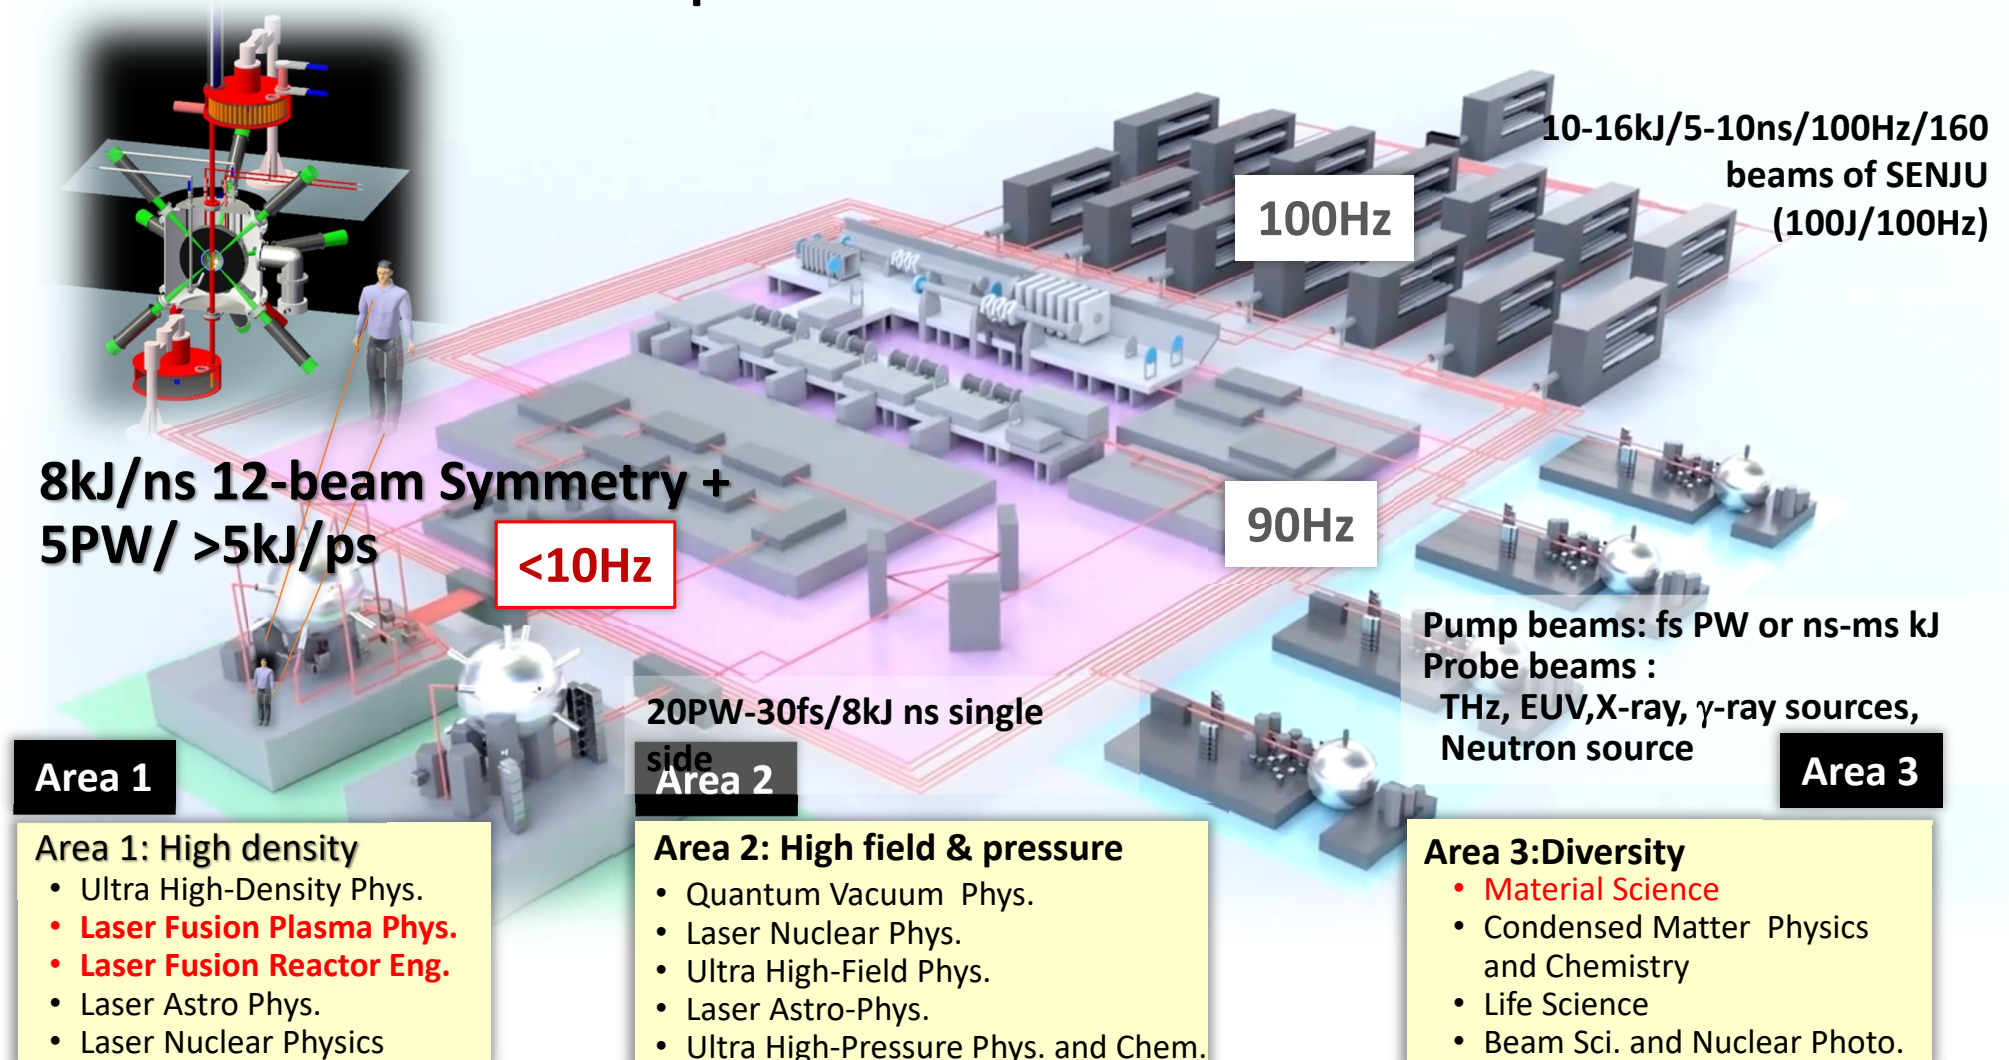 10-16kJ/5-10ns/100Hz/160
beams of SENJU
(100J/100Hz)
100Hz
8kJ/ns 12-beam Symmetry +
5PW/ >5kJ/ps
<10Hz
90Hz
Pump beams: fs PW or ns-ms kJ
Probe beams :
THz, EUV,X-ray, γ-ray sources,
Neutron source
20PW-30fs/8kJ ns single
side
Area 1
Area 2
Area 3
Area 1: High density
• Ultra High-Density Phys.
• Laser Fusion Plasma Phys.
• Laser Fusion Reactor Eng.
• Laser Astro Phys.
• Laser Nuclear Physics
Area 2: High field & pressure
• Quantum Vacuum Phys.
• Laser Nuclear Phys.
• Ultra High-Field Phys.
• Laser Astro-Phys.
• Ultra High-Pressure Phys. and Chem.
Area 3:Diversity
• Material Science
• Condensed Matter Physics
and Chemistry
• Life Science
• Beam Sci. and Nuclear Photo.